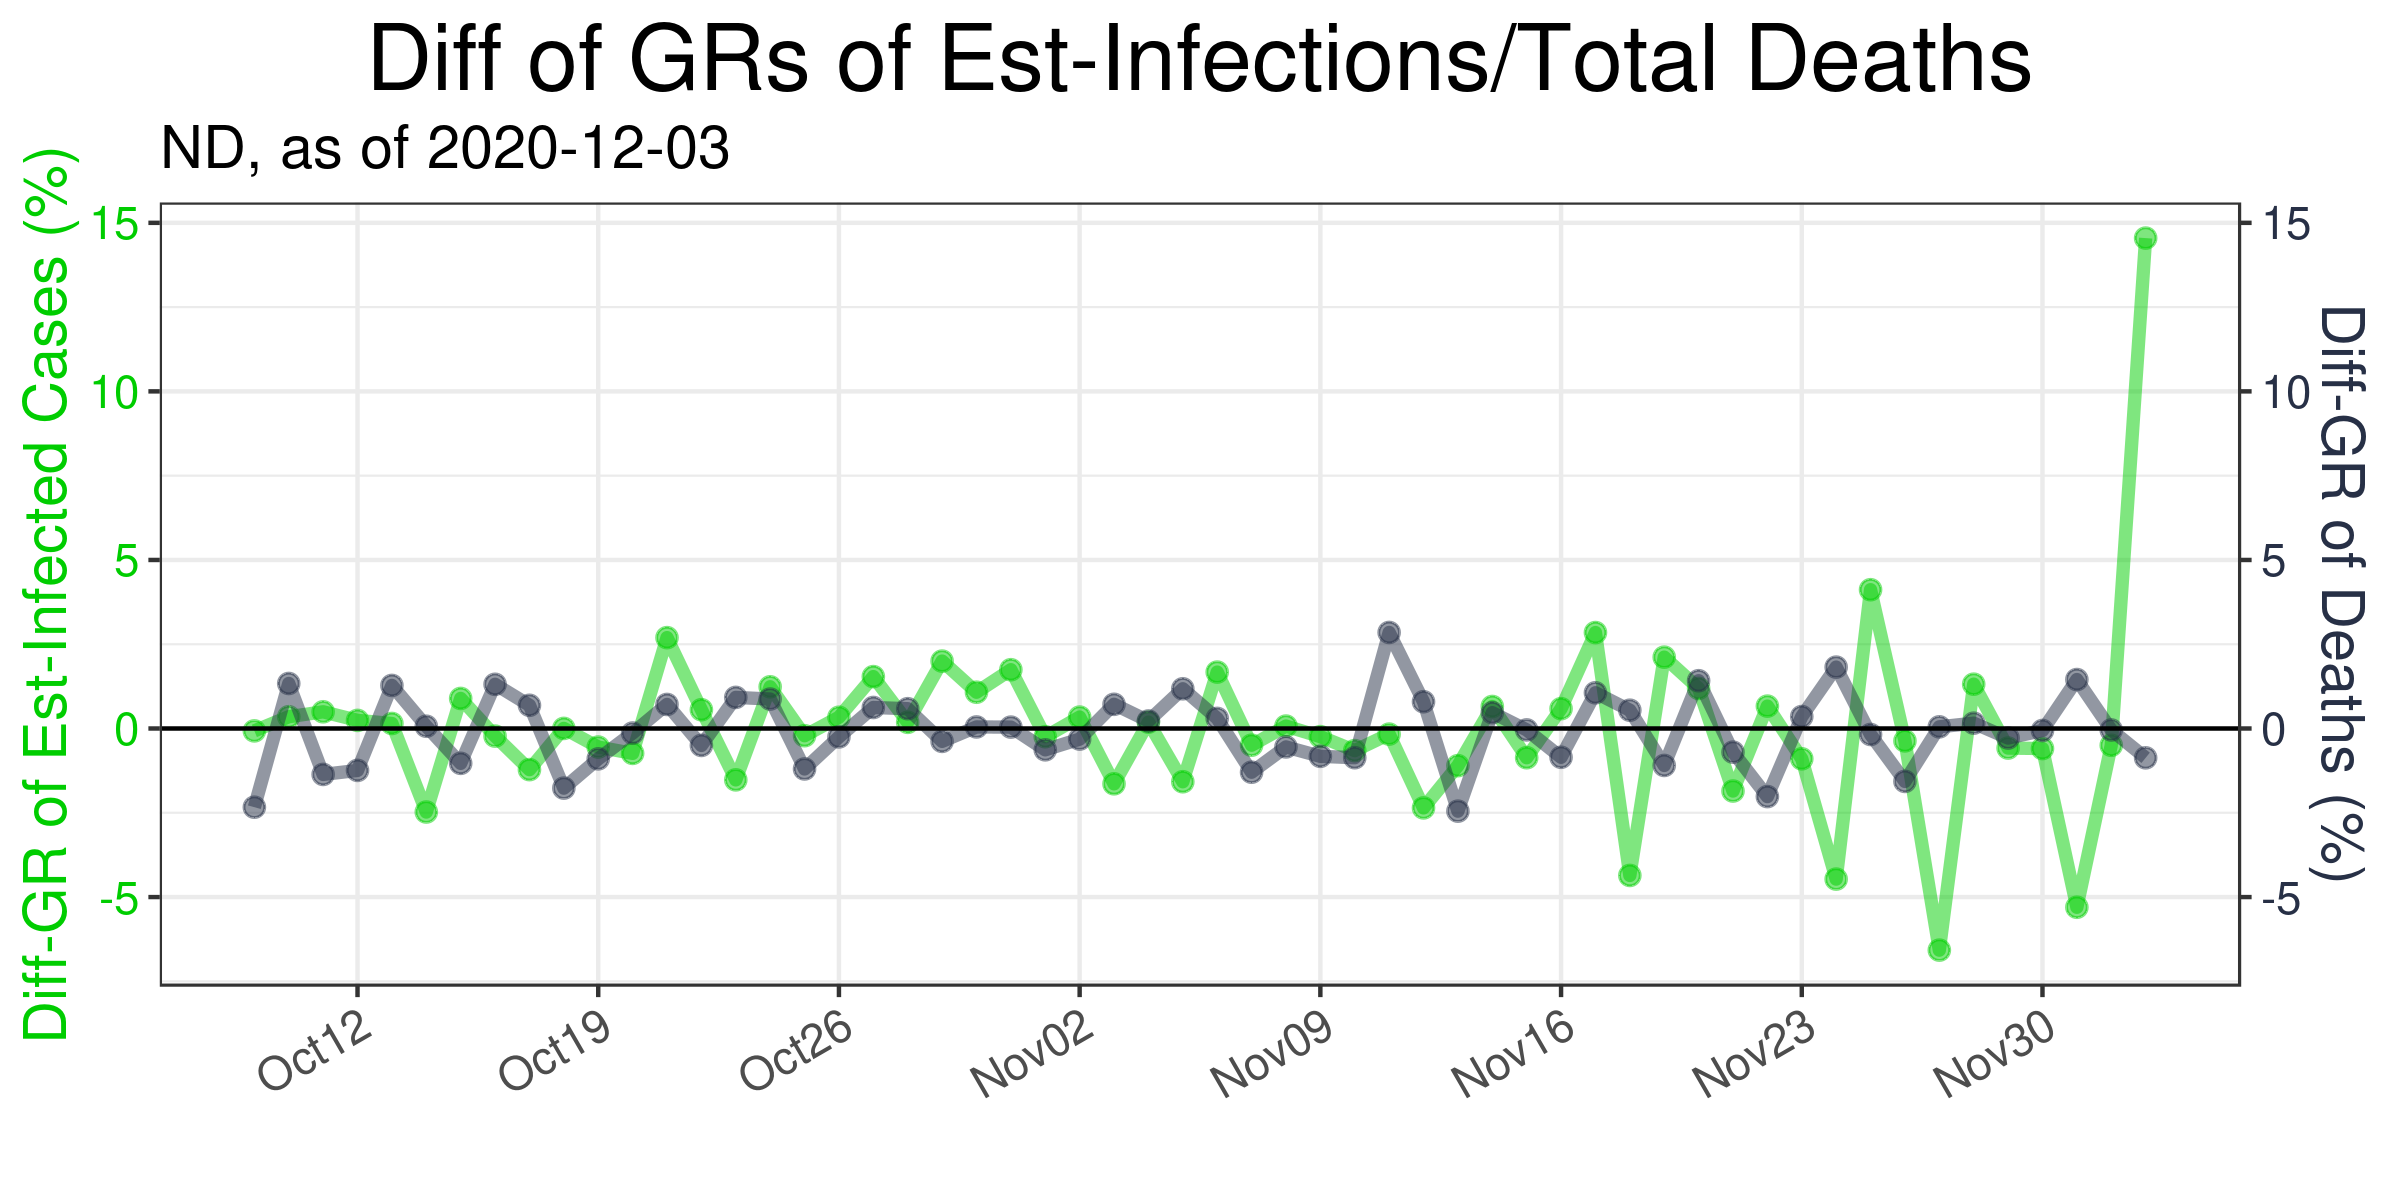 Diff of GRs of Est-Infections/Total Deaths
ND, as of 2020-12-03
Diff-GR of Est-Infected Cases (%)
15
10
5
0
-5
15
10
5
0
-5
Diff-GR of Deaths (%)
Oct12
Oct19
Oct26
Nov02
Nov09
Nov16
Nov23
Nov30